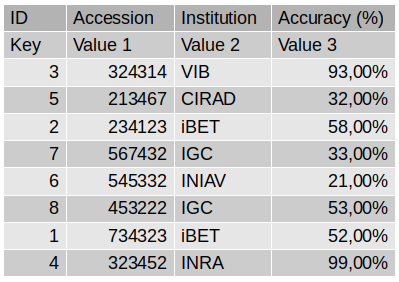 ID Accession Institution Accuracy (%)
Key Value 1 Value 2 Value 3
3 324314 VIB 93,00%
5 213467 CIRAD 32,00%
2 234123 iBET 58,00%
7 567432 IGC 33,00%
6 545332 INIAV 21,00%
8 453222 IGC 53,00%
1 734323 iBET 52,00%
4 323452 INRA 99,00%